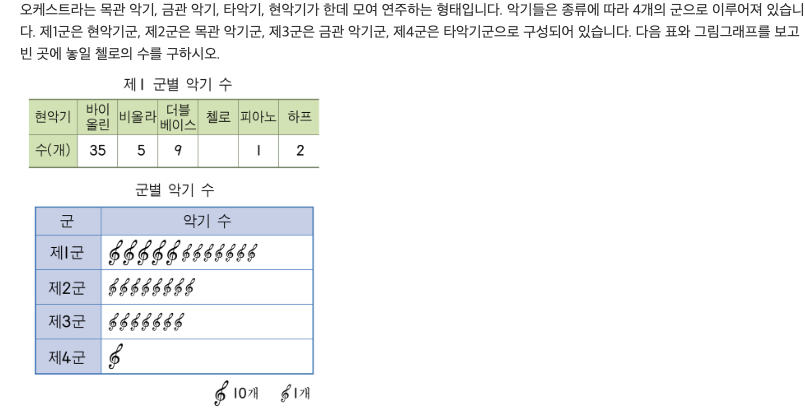 오케스트라는 목관 악기, 금관 악기, 타악기, 현악기가 한데 모여 연주하는 형태입니다. 악기들은 종류에 따라 4개의 군으로 이루어져 있습니
다. 제1군은 현악기군, 제2군은 목관 악기군, 제3군은 금관 악기군, 제4군은 타악기군으로 구성되어 있습니다. 다음 표와 그림그래프를 보고
빈 곳에 놓일 첼로의 수를 구하시오.
제1 군별 악기 수
현악기 바이올린 비올라 더블베이스 첼로 피아노 하프
수(개) 35 5 9 1 2
군별 악기 수
군 악기 수
제1군
제2군
제3군
제4군
10개 1개